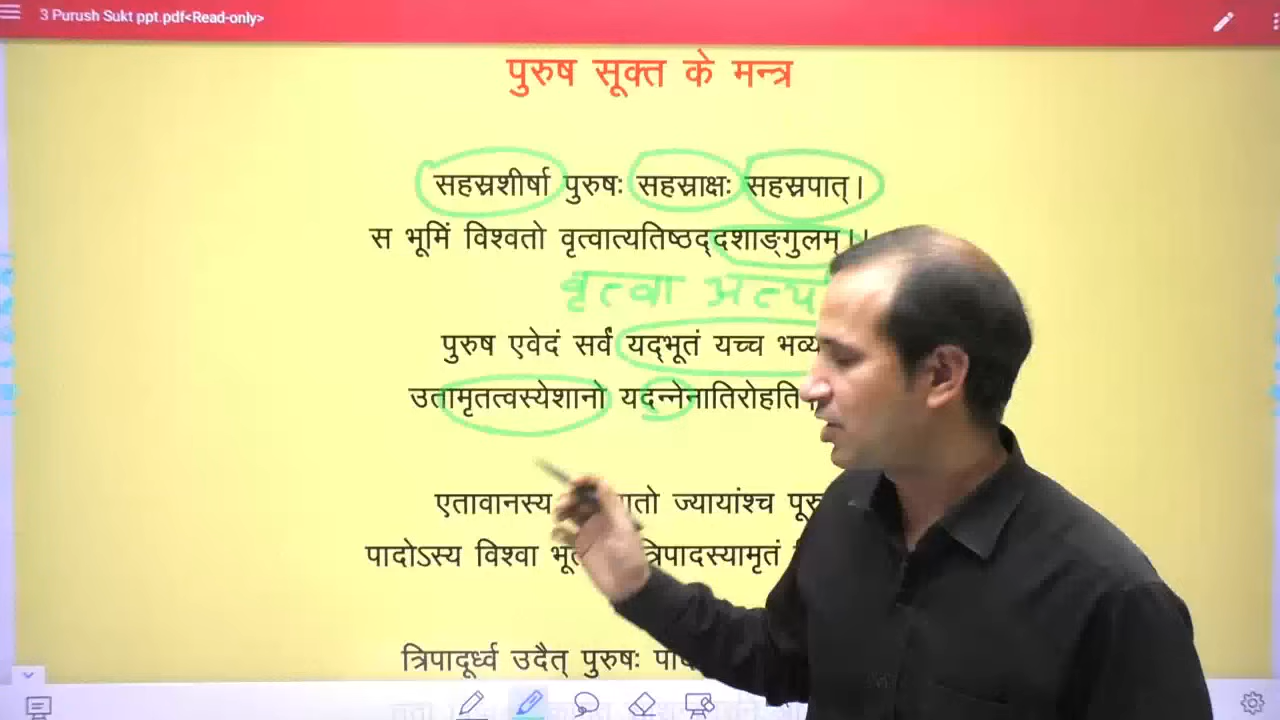 3 Purush Sukt ppt.pdf<Read-only>
पुरुष सूक्त के मन्त्र
सहस्रशीर्षा पुरुषः सहस्राक्षः सहस्रपात्।
स भूमिं विश्वतो वृत्वात्यतिष्ठद्दशाङ्गुलम्।।
वृत्वा अत्य
पुरुष एवेदं सर्वं यद्भूतं यच्च
उतामृतत्वस्येशानो यदन्नेनातिरोहति
एतावानस्य ज्यायांश्च
पादोऽस्य विश्वा त्रिपादस्यामृतं
त्रिपादूर्ध्व उदैत् पुरुषः